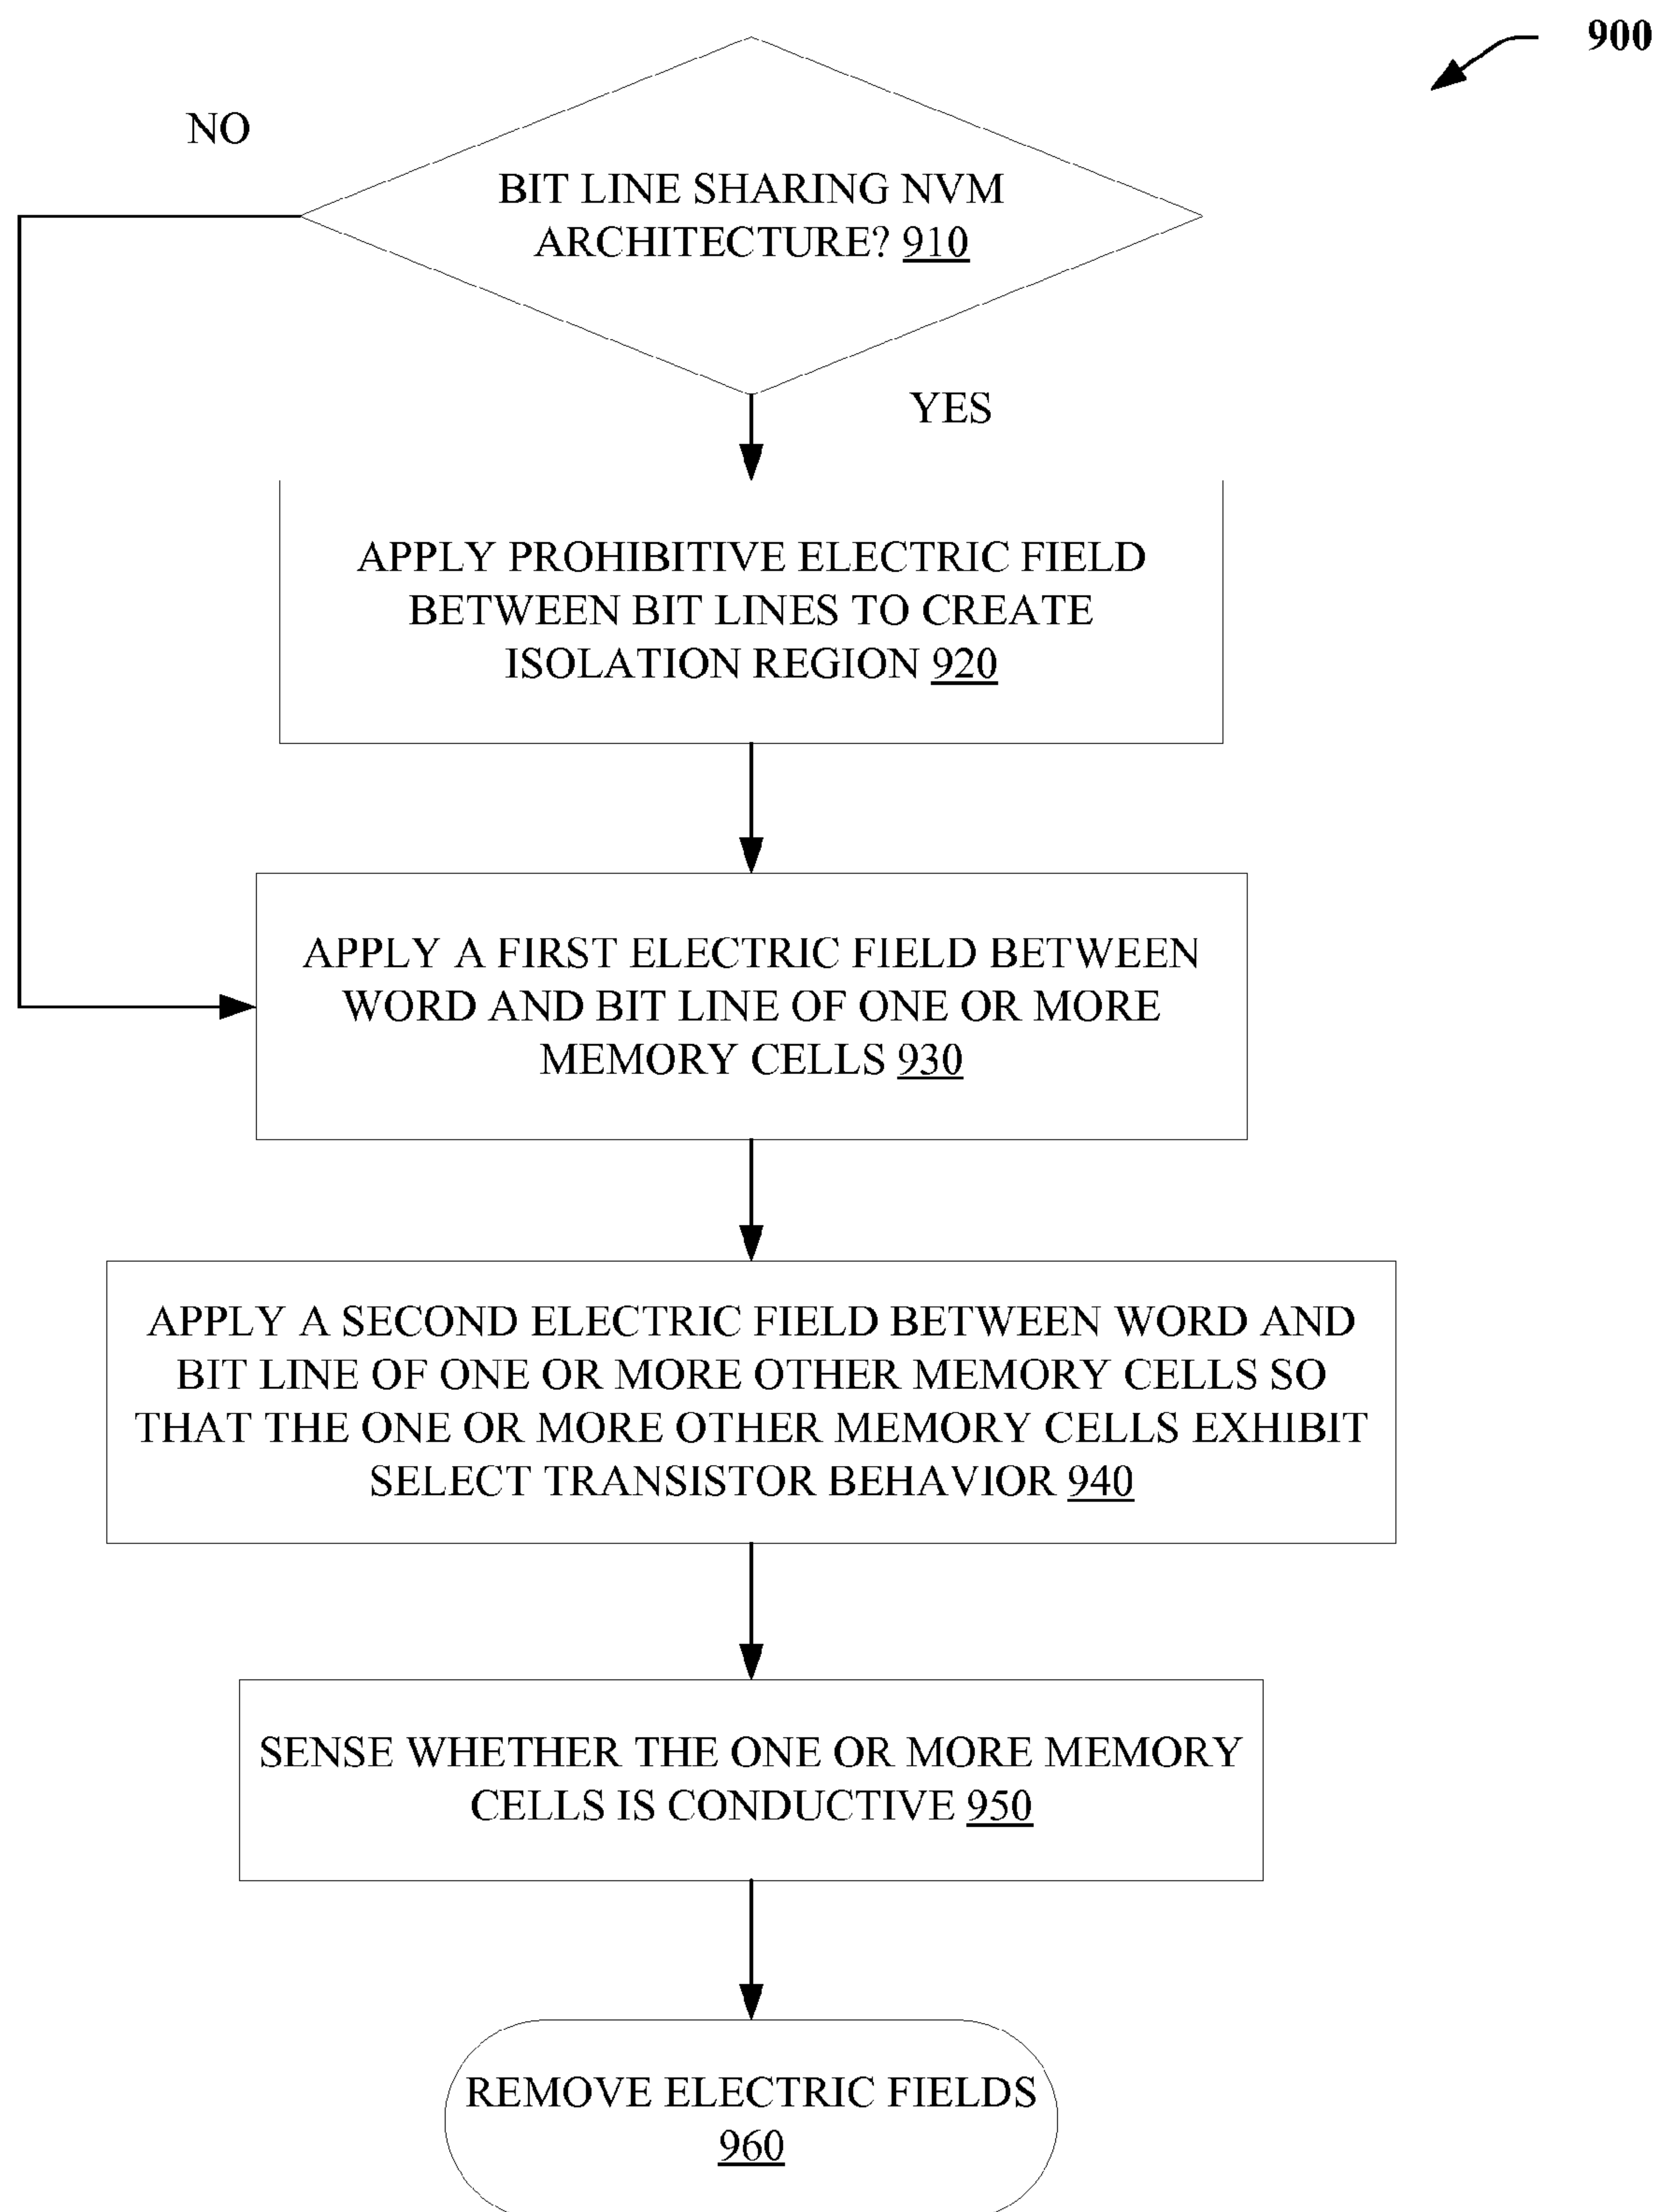 900
NO
BIT LINE SHARING NVM
ARCHITECTURE? 910
YES
APPLY PROHIBITIVE ELECTRIC FIELD
BETWEEN BIT LINES TO CREATE
ISOLATION REGION 920
APPLY A FIRST ELECTRIC FIELD BETWEEN
WORD AND BIT LINE OF ONE OR MORE
MEMORY CELLS 930
APPLY A SECOND ELECTRIC FIELD BETWEEN WORD AND
BIT LINE OF ONE OR MORE OTHER MEMORY CELLS SO
THAT THE ONE OR MORE OTHER MEMORY CELLS EXHIBIT
SELECT TRANSISTOR BEHAVIOR 940
SENSE WHETHER THE ONE OR MORE MEMORY
CELLS IS CONDUCTIVE 950
REMOVE ELECTRIC FIELDS
960